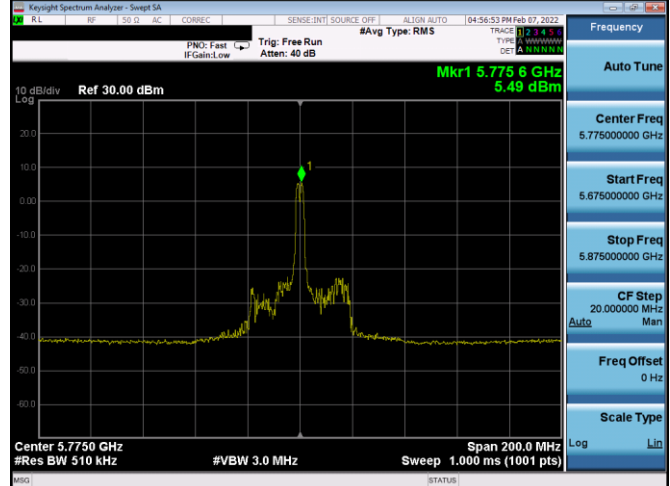 Keysight Spectrum Analyzer - Swept SA
LXI RL RF 50 Ω AC CORREC SENSE:INT SOURCE OFF ALIGN AUTO 04:56:53 PM Feb 07, 2022
#Avg Type: RMS
TRACE 1 2 3 4 5 6
TYPE A WWWWW
DET A N N N N N
PNO: Fast
IFGain:Low
Trig: Free Run
Atten: 40 dB
Mkr1 5.775 6 GHz
5.49 dBm
10 dB/div Ref 30.00 dBm
Log
20.0
10.0
0.00
-10.0
-20.0
-30.0
-40.0
-50.0
-60.0
1
Center 5.7750 GHz
#Res BW 510 kHz
#VBW 3.0 MHz
Span 200.0 MHz
Sweep 1.000 ms (1001 pts)
MSG STATUS
Frequency
Auto Tune
Center Freq
5.775000000 GHz
Start Freq
5.675000000 GHz
Stop Freq
5.875000000 GHz
CF Step
20.000000 MHz
Auto Man
Freq Offset
0 Hz
Scale Type
Log Lin